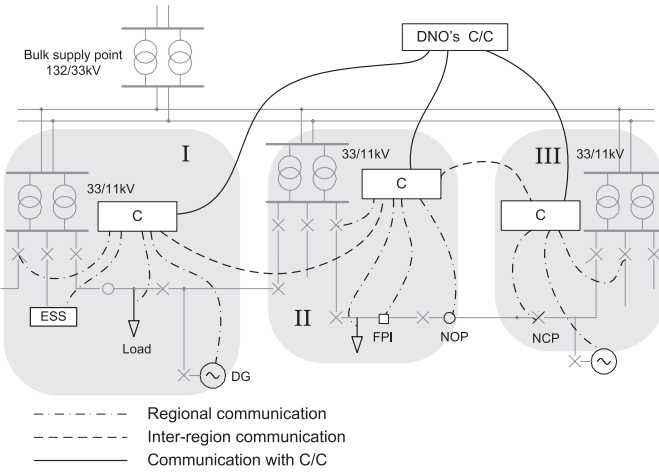 DNO's C/C
Bulk supply point
132/33kV
I
33/11kV
III
33/11kV
33/11kV
C
C
C
ESS
II
Load
FPI
NOP
NCP
DG
Regional communication
Inter-region communication
Communication with C/C